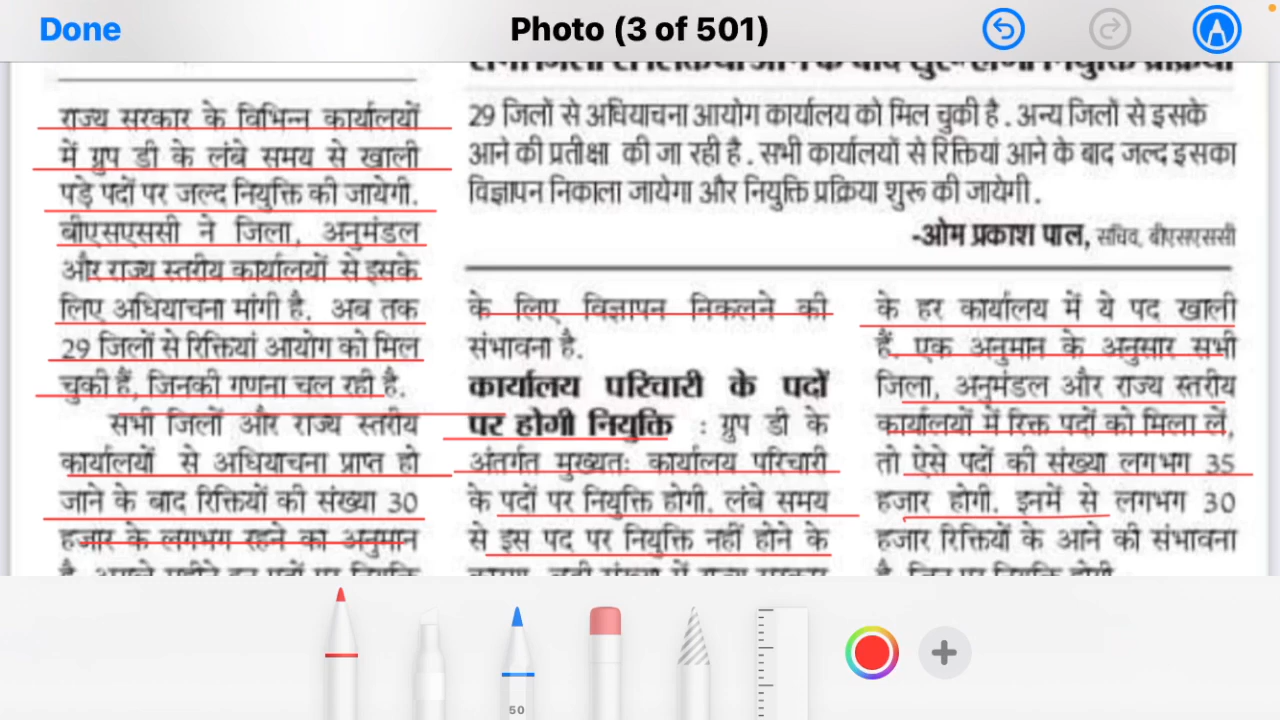 Done
Photo (3 of 501)
राज्य सरकार के विभिन्न कार्यालयों
में ग्रुप डी के लंबे समय से खाली
पड़े पदों पर जल्द नियुक्ति की जायेगी.
बीएसएससी ने जिला, अनुमंडल
और राज्य स्तरीय कार्यालयों से इसके
लिए अधियाचना मांगी है. अब तक
29 जिलों से रिक्तियां आयोग को मिल
चुकी हैं, जिनकी गणना चल रही है.
सभी जिलों और राज्य स्तरीय
कार्यालयों से अधियाचना प्राप्त हो
जाने के बाद रिक्तियों की संख्या 30
हजार के लगभग रहने का अनुमान
29 जिलों से अधियाचना आयोग कार्यालय को मिल चुकी है. अन्य जिलों से इसके
आने की प्रतीक्षा की जा रही है. सभी कार्यालयों से रिक्तियां आने के बाद जल्द इसका
विज्ञापन निकाला जायेगा और नियुक्ति प्रक्रिया शुरू की जायेगी.
-ओम प्रकाश पाल, सचिव, बीएसएससी
के लिए विज्ञापन निकलने की
संभावना है.
कार्यालय परिचारी के पदों
पर होगी नियुक्ति : ग्रुप डी के
अंतर्गत मुख्यतः कार्यालय परिचारी
के पदों पर नियुक्ति होगी. लंबे समय
से इस पद पर नियुक्ति नहीं होने के
के हर कार्यालय में ये पद खाली
हैं. एक अनुमान के अनुसार सभी
जिला, अनुमंडल और राज्य स्तरीय
कार्यालयों में रिक्त पदों को मिला लें,
तो ऐसे पदों की संख्या लगभग 35
हजार होगी. इनमें से लगभग 30
हजार रिक्तियों के आने की संभावना
50